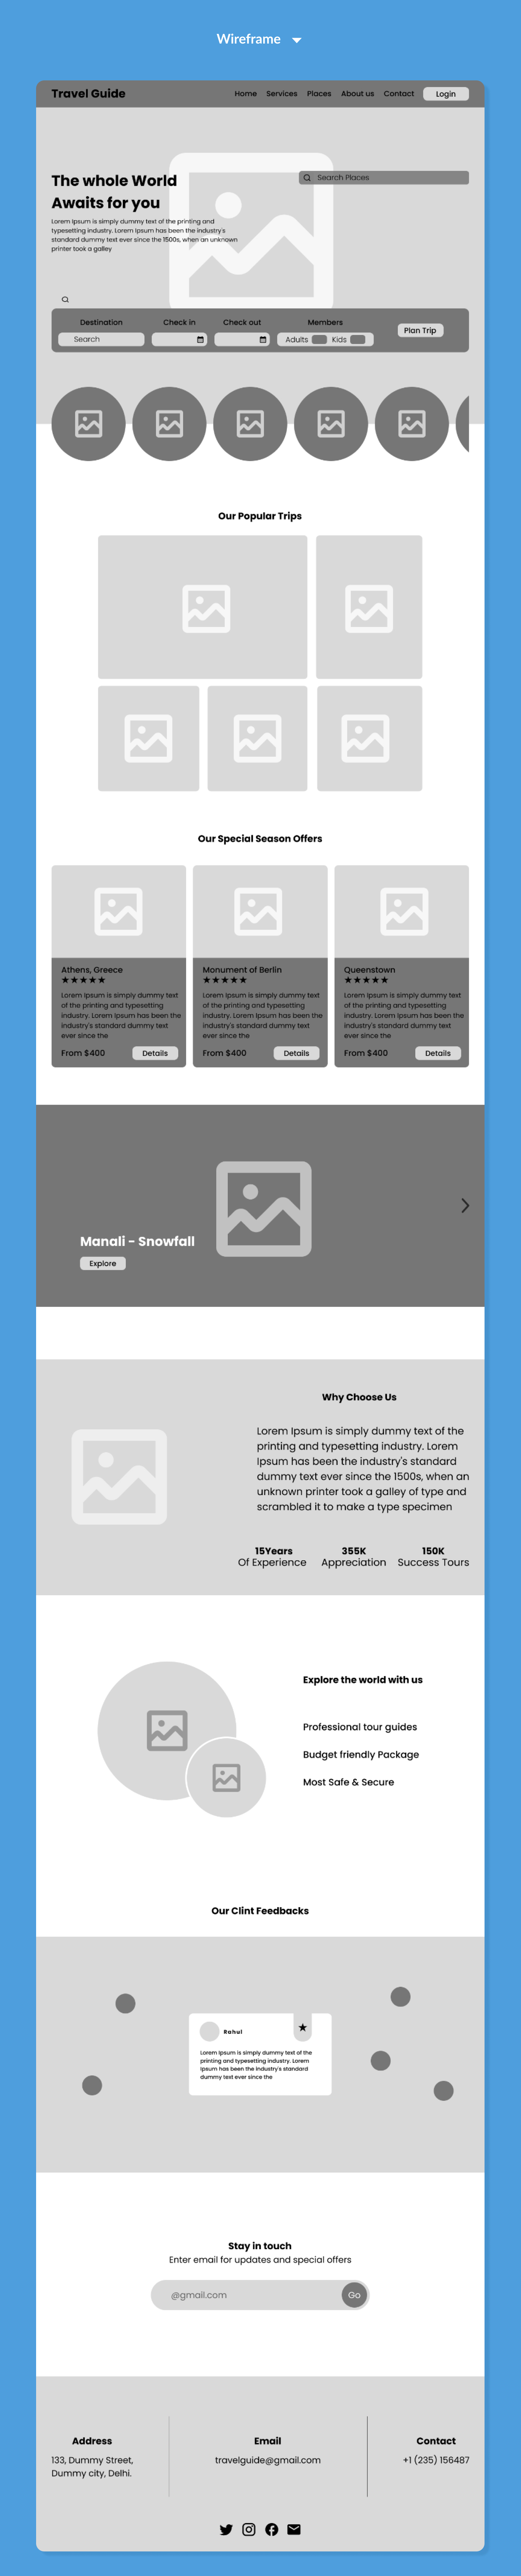 Wireframe
Travel Guide
Home Services Places About us Contact Login
Search Places
The whole World
Awaits for you
Lorem Ipsum is simply dummy text of the printing and
typesetting industry. Lorem Ipsum has been the industry's
standard dummy text ever since the 1500s, when an unknown
printer took a galley
Destination Check in Check out Members
Search Adults Kids Plan Trip
Our Popular Trips
Our Special Season Offers
Athens, Greece
★★★★★
Lorem Ipsum is simply dummy text
of the printing and typesetting
industry. Lorem Ipsum has been the
industry's standard dummy text
ever since the
From $400 Details
Monument of Berlin
★★★★★
Lorem Ipsum is simply dummy text
of the printing and typesetting
industry. Lorem Ipsum has been the
industry's standard dummy text
ever since the
From $400 Details
Queenstown
★★★★★
Lorem Ipsum is simply dummy text
of the printing and typesetting
industry. Lorem Ipsum has been the
industry's standard dummy text
ever since the
From $400 Details
Manali - Snowfall
Explore
Why Choose Us
Lorem Ipsum is simply dummy text of the
printing and typesetting industry. Lorem
Ipsum has been the industry's standard
dummy text ever since the 1500s, when an
unknown printer took a galley of type and
scrambled it to make a type specimen
15Years 355K 150K
Of Experience Appreciation Success Tours
Explore the world with us
Professional tour guides
Budget friendly Package
Most Safe & Secure
Our Clint Feedbacks
Rahul
Lorem Ipsum is simply dummy text of the
printing and typesetting industry. Lorem
Ipsum has been the industry's standard
dummy text ever since the
Stay in touch
Enter email for updates and special offers
@gmail.com Go
Address
133, Dummy Street,
Dummy city, Delhi.
Email
travelguide@gmail.com
Contact
+1 (235) 156487